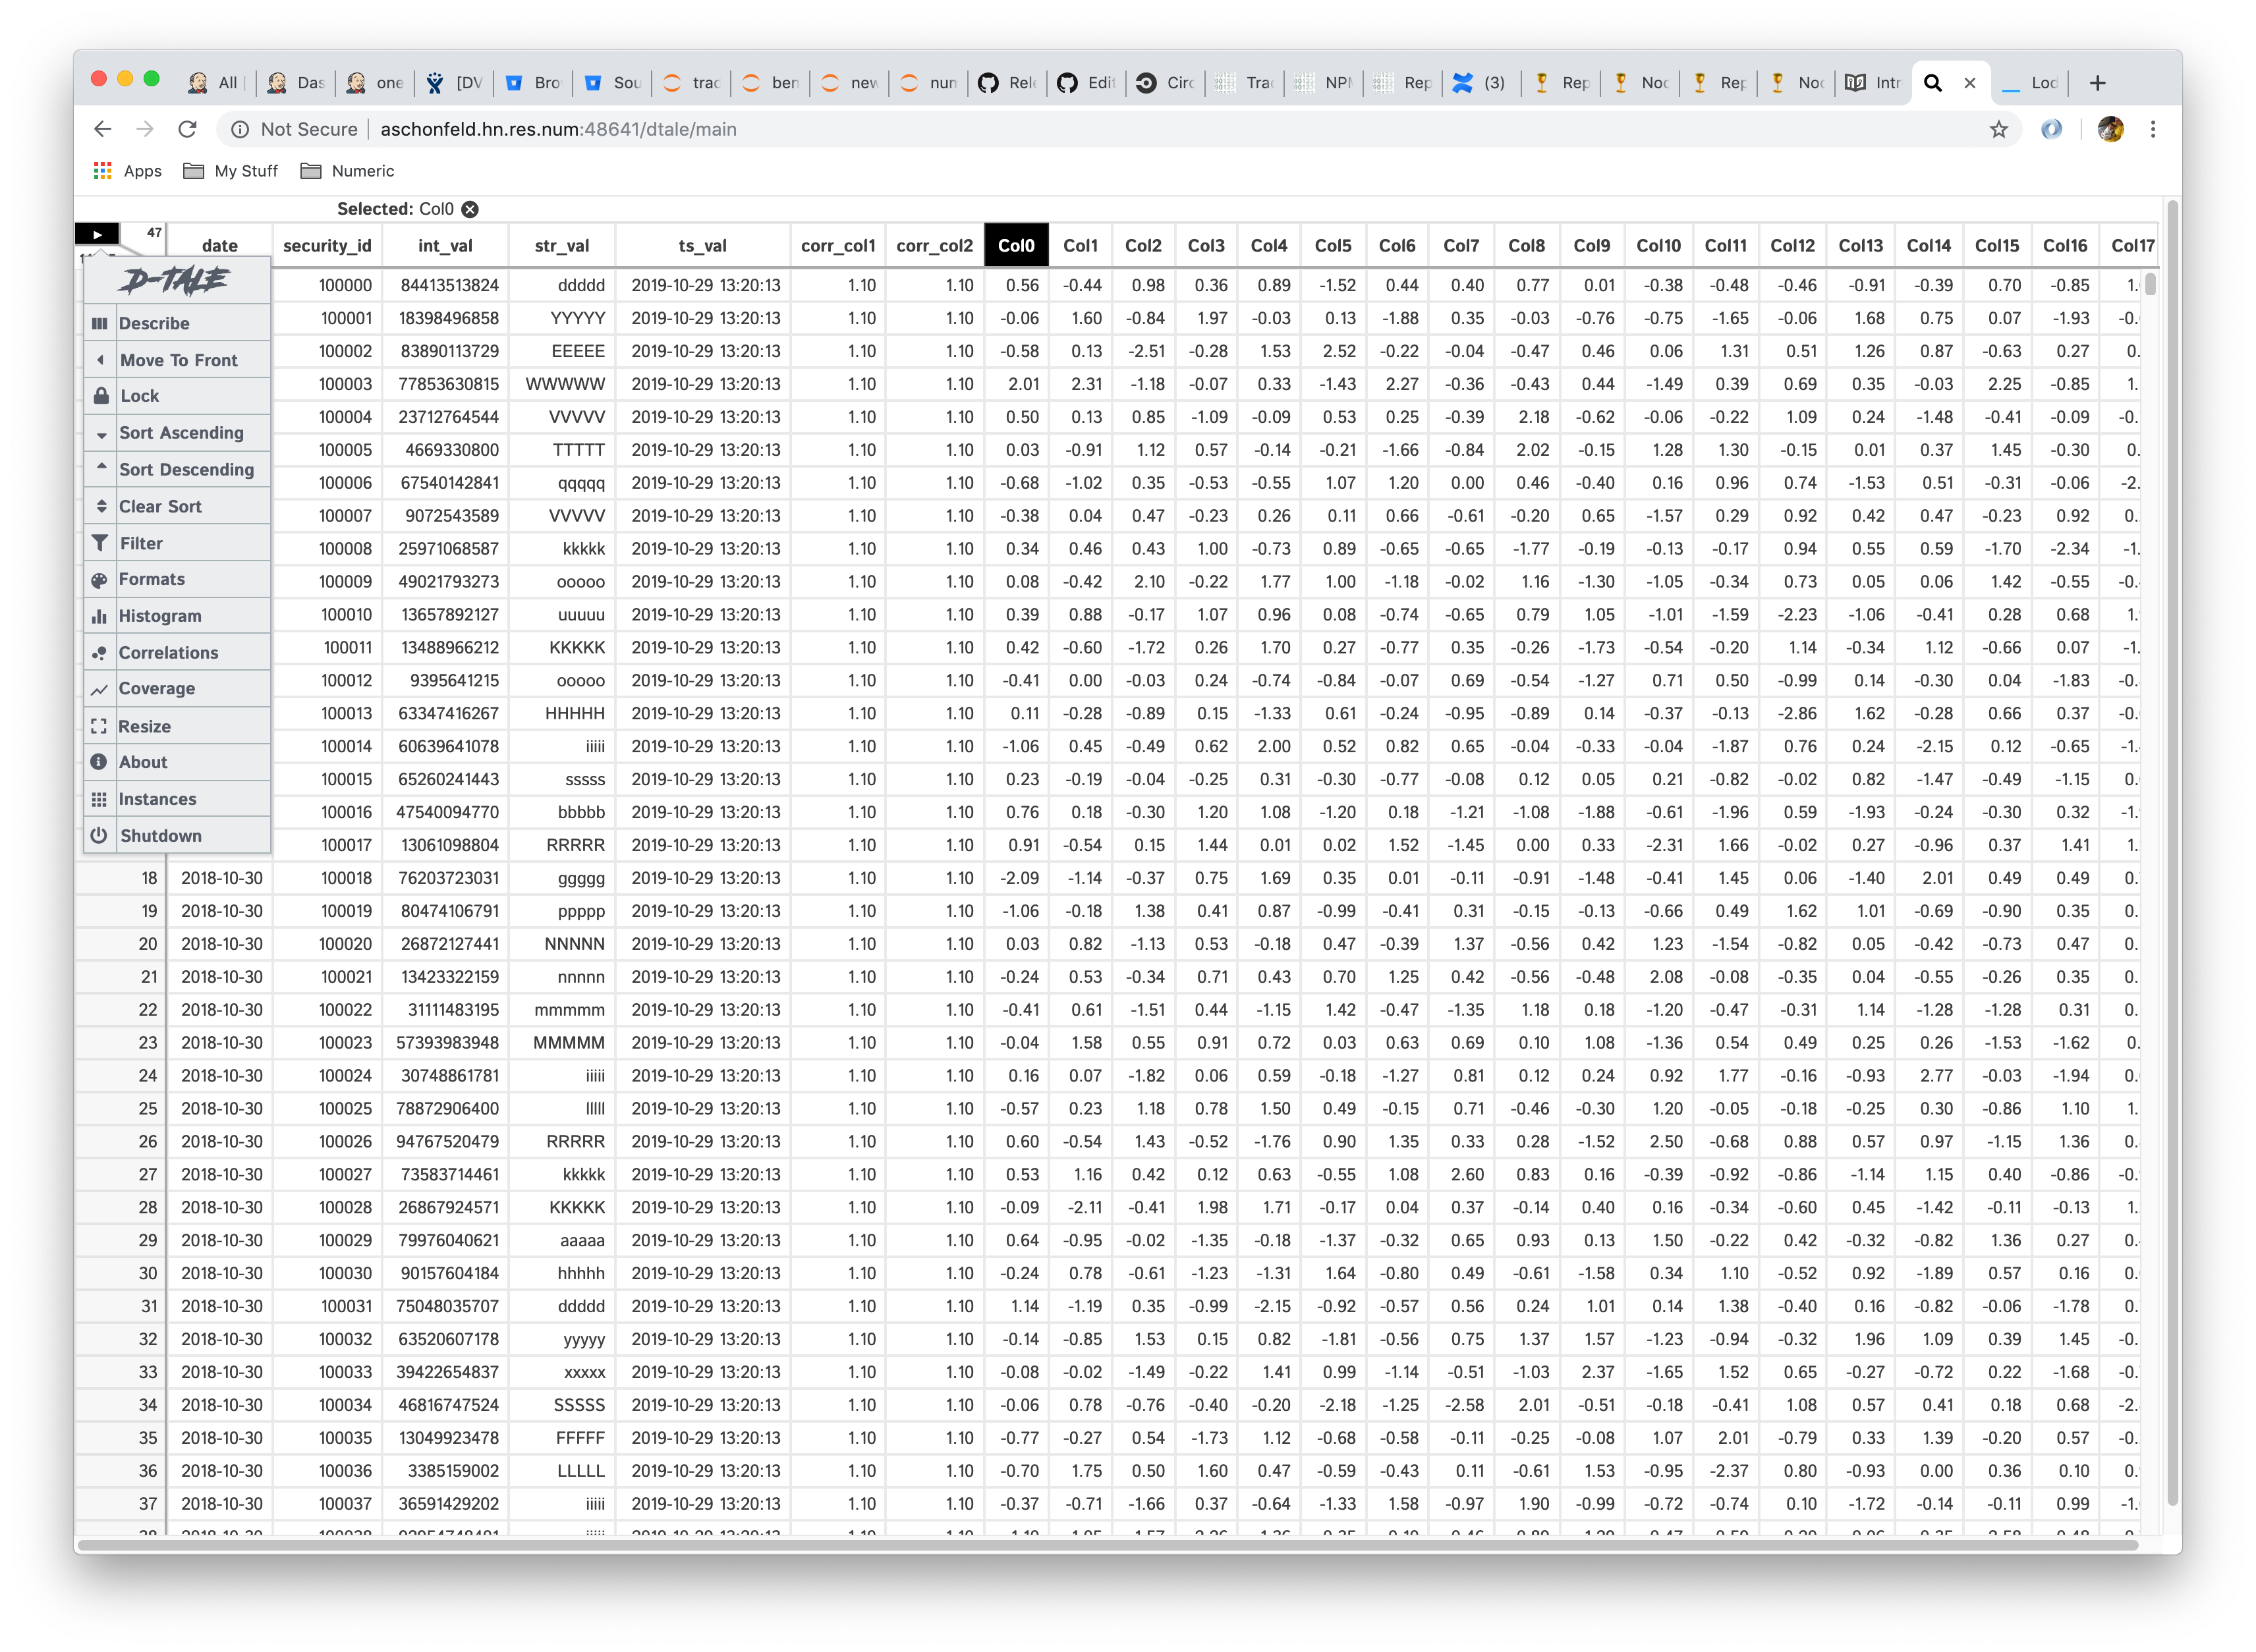 All Das one [DV Bro Sou trac ben new nun Rel Edit Circ Tra NPM Rep (3) Rep Noc Rep Noc Intr Loc
Not Secure aschonfeld.hn.res.num:48641/dtale/main
Apps My Stuff Numeric
Selected: Col0
47 date security_id int_val str_val ts_val corr_col1 corr_col2 Col0 Col1 Col2 Col3 Col4 Col5 Col6 Col7 Col8 Col9 Col10 Col11 Col12 Col13 Col14 Col15 Col16 Col17
D-TALE
Describe
Move To Front
Lock
Sort Ascending
Sort Descending
Clear Sort
Filter
Formats
Histogram
Correlations
Coverage
Resize
About
Instances
Shutdown
100000 84413513824 ddddd 2019-10-29 13:20:13 1.10 1.10 0.56 -0.44 0.98 0.36 0.89 -1.52 0.44 0.40 0.77 0.01 -0.38 -0.48 -0.46 -0.91 -0.39 0.70 -0.85 1.
100001 18398496858 YYYYY 2019-10-29 13:20:13 1.10 1.10 -0.06 1.60 -0.84 1.97 -0.03 0.13 -1.88 0.35 -0.03 -0.76 -0.75 -1.65 -0.06 1.68 0.75 0.07 -1.93 -0.
100002 83890113729 EEEEE 2019-10-29 13:20:13 1.10 1.10 -0.58 0.13 -2.51 -0.28 1.53 2.52 -0.22 -0.04 -0.47 0.46 0.06 1.31 0.51 1.26 0.87 -0.63 0.27 0.
100003 77853630815 WWWWW 2019-10-29 13:20:13 1.10 1.10 2.01 2.31 -1.18 -0.07 0.33 -1.43 2.27 -0.36 -0.43 0.44 -1.49 0.39 0.69 0.35 -0.03 2.25 -0.85 1.
100004 23712764544 VVVVV 2019-10-29 13:20:13 1.10 1.10 0.50 0.13 0.85 -1.09 -0.09 0.53 0.25 -0.39 2.18 -0.62 -0.06 -0.22 1.09 0.24 -1.48 -0.41 -0.09 -0.
100005 4669330800 TTTTT 2019-10-29 13:20:13 1.10 1.10 0.03 -0.91 1.12 0.57 -0.14 -0.21 -1.66 -0.84 2.02 -0.15 1.28 1.30 -0.15 0.01 0.37 1.45 -0.30 0.
100006 67540142841 qqqqq 2019-10-29 13:20:13 1.10 1.10 -0.68 -1.02 0.35 -0.53 -0.55 1.07 1.20 0.00 0.46 -0.40 0.16 0.96 0.74 -1.53 0.51 -0.31 -0.06 -2.
100007 9072543589 VVVVV 2019-10-29 13:20:13 1.10 1.10 -0.38 0.04 0.47 -0.23 0.26 0.11 0.66 -0.61 -0.20 0.65 -1.57 0.29 0.92 0.42 0.47 -0.23 0.92 0.
100008 25971068587 kkkkk 2019-10-29 13:20:13 1.10 1.10 0.34 0.46 0.43 1.00 -0.73 0.89 -0.65 -0.65 -1.77 -0.19 -0.13 -0.17 0.94 0.55 0.59 -1.70 -2.34 -1.
100009 49021793273 ooooo 2019-10-29 13:20:13 1.10 1.10 0.08 -0.42 2.10 -0.22 1.77 1.00 -1.18 -0.02 1.16 -1.30 -1.05 -0.34 0.73 0.05 0.06 1.42 -0.55 -0.
100010 13657892127 uuuuu 2019-10-29 13:20:13 1.10 1.10 0.39 0.88 -0.17 1.07 0.96 0.08 -0.74 -0.65 0.79 1.05 -1.01 -1.59 -2.23 -1.06 -0.41 0.28 0.68 1.
100011 13488966212 KKKKK 2019-10-29 13:20:13 1.10 1.10 0.42 -0.60 -1.72 0.26 1.70 0.27 -0.77 0.35 -0.26 -1.73 -0.54 -0.20 1.14 -0.34 1.12 -0.66 0.07 -1.
100012 9395641215 ooooo 2019-10-29 13:20:13 1.10 1.10 -0.41 0.00 -0.03 0.24 -0.74 -0.84 -0.07 0.69 -0.54 -1.27 0.71 0.50 -0.99 0.14 -0.30 0.04 -1.83 -0.
100013 63347416267 HHHHH 2019-10-29 13:20:13 1.10 1.10 0.11 -0.28 -0.89 0.15 -1.33 0.61 -0.24 -0.95 -0.89 0.14 -0.37 -0.13 -2.86 1.62 -0.28 0.66 0.37 -0.
100014 60639641078 iiiii 2019-10-29 13:20:13 1.10 1.10 -1.06 0.45 -0.49 0.62 2.00 0.52 0.82 0.65 -0.04 -0.33 -0.04 -1.87 0.76 0.24 -2.15 0.12 -0.65 -1.
100015 65260241443 sssss 2019-10-29 13:20:13 1.10 1.10 0.23 -0.19 -0.04 -0.25 0.31 -0.30 -0.77 -0.08 0.12 0.05 0.21 -0.82 -0.02 0.82 -1.47 -0.49 -1.15 0.
100016 47540094770 bbbbb 2019-10-29 13:20:13 1.10 1.10 0.76 0.18 -0.30 1.20 1.08 -1.20 0.18 -1.21 -1.08 -1.88 -0.61 -1.96 0.59 -1.93 -0.24 -0.30 0.32 -1.
100017 13061098804 RRRRR 2019-10-29 13:20:13 1.10 1.10 0.91 -0.54 0.15 1.44 0.01 0.02 1.52 -1.45 0.00 0.33 -2.31 1.66 -0.02 0.27 -0.96 0.37 1.41 1.
18 2018-10-30 100018 76203723031 ggggg 2019-10-29 13:20:13 1.10 1.10 -2.09 -1.14 -0.37 0.75 1.69 0.35 0.01 -0.11 -0.91 -1.48 -0.41 1.45 0.06 -1.40 2.01 0.49 0.49 0.
19 2018-10-30 100019 80474106791 ppppp 2019-10-29 13:20:13 1.10 1.10 -1.06 -0.18 1.38 0.41 0.87 -0.99 -0.41 0.31 -0.15 -0.13 -0.66 0.49 1.62 1.01 -0.69 -0.90 0.35 0.
20 2018-10-30 100020 26872127441 NNNNN 2019-10-29 13:20:13 1.10 1.10 0.03 0.82 -1.13 0.53 -0.18 0.47 -0.39 1.37 -0.56 0.42 1.23 -1.54 -0.82 0.05 -0.42 -0.73 0.47 0.
21 2018-10-30 100021 13423322159 nnnnn 2019-10-29 13:20:13 1.10 1.10 -0.24 0.53 -0.34 0.71 0.43 0.70 1.25 0.42 -0.56 -0.48 2.08 -0.08 -0.35 0.04 -0.55 -0.26 0.35 0.
22 2018-10-30 100022 31111483195 mmmmm 2019-10-29 13:20:13 1.10 1.10 -0.41 0.61 -1.51 0.44 -1.15 1.42 -0.47 -1.35 1.18 0.18 -1.20 -0.47 -0.31 1.14 -1.28 -1.28 0.31 0.
23 2018-10-30 100023 57393983948 MMMMM 2019-10-29 13:20:13 1.10 1.10 -0.04 1.58 0.55 0.91 0.72 0.03 0.63 0.69 0.10 1.08 -1.36 0.54 0.49 0.25 0.26 -1.53 -1.62 0.
24 2018-10-30 100024 30748861781 iiiii 2019-10-29 13:20:13 1.10 1.10 0.16 0.07 -1.82 0.06 0.59 -0.18 -1.27 0.81 0.12 0.24 0.92 1.77 -0.16 -0.93 2.77 -0.03 -1.94 0.
25 2018-10-30 100025 78872906400 lllll 2019-10-29 13:20:13 1.10 1.10 -0.57 0.23 1.18 0.78 1.50 0.49 -0.15 0.71 -0.46 -0.30 1.20 -0.05 -0.18 -0.25 0.30 -0.86 1.10 1.
26 2018-10-30 100026 94767520479 RRRRR 2019-10-29 13:20:13 1.10 1.10 0.60 -0.54 1.43 -0.52 -1.76 0.90 1.35 0.33 0.28 -1.52 2.50 -0.68 0.88 0.57 0.97 -1.15 1.36 0.
27 2018-10-30 100027 73583714461 kkkkk 2019-10-29 13:20:13 1.10 1.10 0.53 1.16 0.42 0.12 0.63 -0.55 1.08 2.60 0.83 0.16 -0.39 -0.92 -0.86 -1.14 1.15 0.40 -0.86 -0.
28 2018-10-30 100028 26867924571 KKKKK 2019-10-29 13:20:13 1.10 1.10 -0.09 -2.11 -0.41 1.98 1.71 -0.17 0.04 0.37 -0.14 0.40 0.16 -0.34 -0.60 0.45 -1.42 -0.11 -0.13 1.
29 2018-10-30 100029 79976040621 aaaaa 2019-10-29 13:20:13 1.10 1.10 0.64 -0.95 -0.02 -1.35 -0.18 -1.37 -0.32 0.65 0.93 0.13 1.50 -0.22 0.42 -0.32 -0.82 1.36 0.27 0.
30 2018-10-30 100030 90157604184 hhhhh 2019-10-29 13:20:13 1.10 1.10 -0.24 0.78 -0.61 -1.23 -1.31 1.64 -0.80 0.49 -0.61 -1.58 0.34 1.10 -0.52 0.92 -1.89 0.57 0.16 0.
31 2018-10-30 100031 75048035707 ddddd 2019-10-29 13:20:13 1.10 1.10 1.14 -1.19 0.35 -0.99 -2.15 -0.92 -0.57 0.56 0.24 1.01 0.14 1.38 -0.40 0.16 -0.82 -0.06 -1.78 0.
32 2018-10-30 100032 63520607178 yyyyy 2019-10-29 13:20:13 1.10 1.10 -0.14 -0.85 1.53 0.15 0.82 -1.81 -0.56 0.75 1.37 1.57 -1.23 -0.94 -0.32 1.96 1.09 0.39 1.45 -0.
33 2018-10-30 100033 39422654837 xxxxx 2019-10-29 13:20:13 1.10 1.10 -0.08 -0.02 -1.49 -0.22 1.41 0.99 -1.14 -0.51 -1.03 2.37 -1.65 1.52 0.65 -0.27 -0.72 0.22 -1.68 -0.
34 2018-10-30 100034 46816747524 SSSSS 2019-10-29 13:20:13 1.10 1.10 -0.06 0.78 -0.76 -0.40 -0.20 -2.18 -1.25 -2.58 2.01 -0.51 -0.18 -0.41 1.08 0.57 0.41 0.18 0.68 -2.
35 2018-10-30 100035 13049923478 FFFFF 2019-10-29 13:20:13 1.10 1.10 -0.77 -0.27 0.54 -1.73 1.12 -0.68 -0.58 -0.11 -0.25 -0.08 1.07 2.01 -0.79 0.33 1.39 -0.20 0.57 -0.
36 2018-10-30 100036 3385159002 LLLLL 2019-10-29 13:20:13 1.10 1.10 -0.70 1.75 0.50 1.60 0.47 -0.59 -0.43 0.11 -0.61 1.53 -0.95 -2.37 0.80 -0.93 0.00 0.36 0.10 0.
37 2018-10-30 100037 36591429202 iiiii 2019-10-29 13:20:13 1.10 1.10 -0.37 -0.71 -1.66 0.37 -0.64 -1.33 1.58 -0.97 1.90 -0.99 -0.72 -0.74 0.10 -1.72 -0.14 -0.11 0.99 -1.